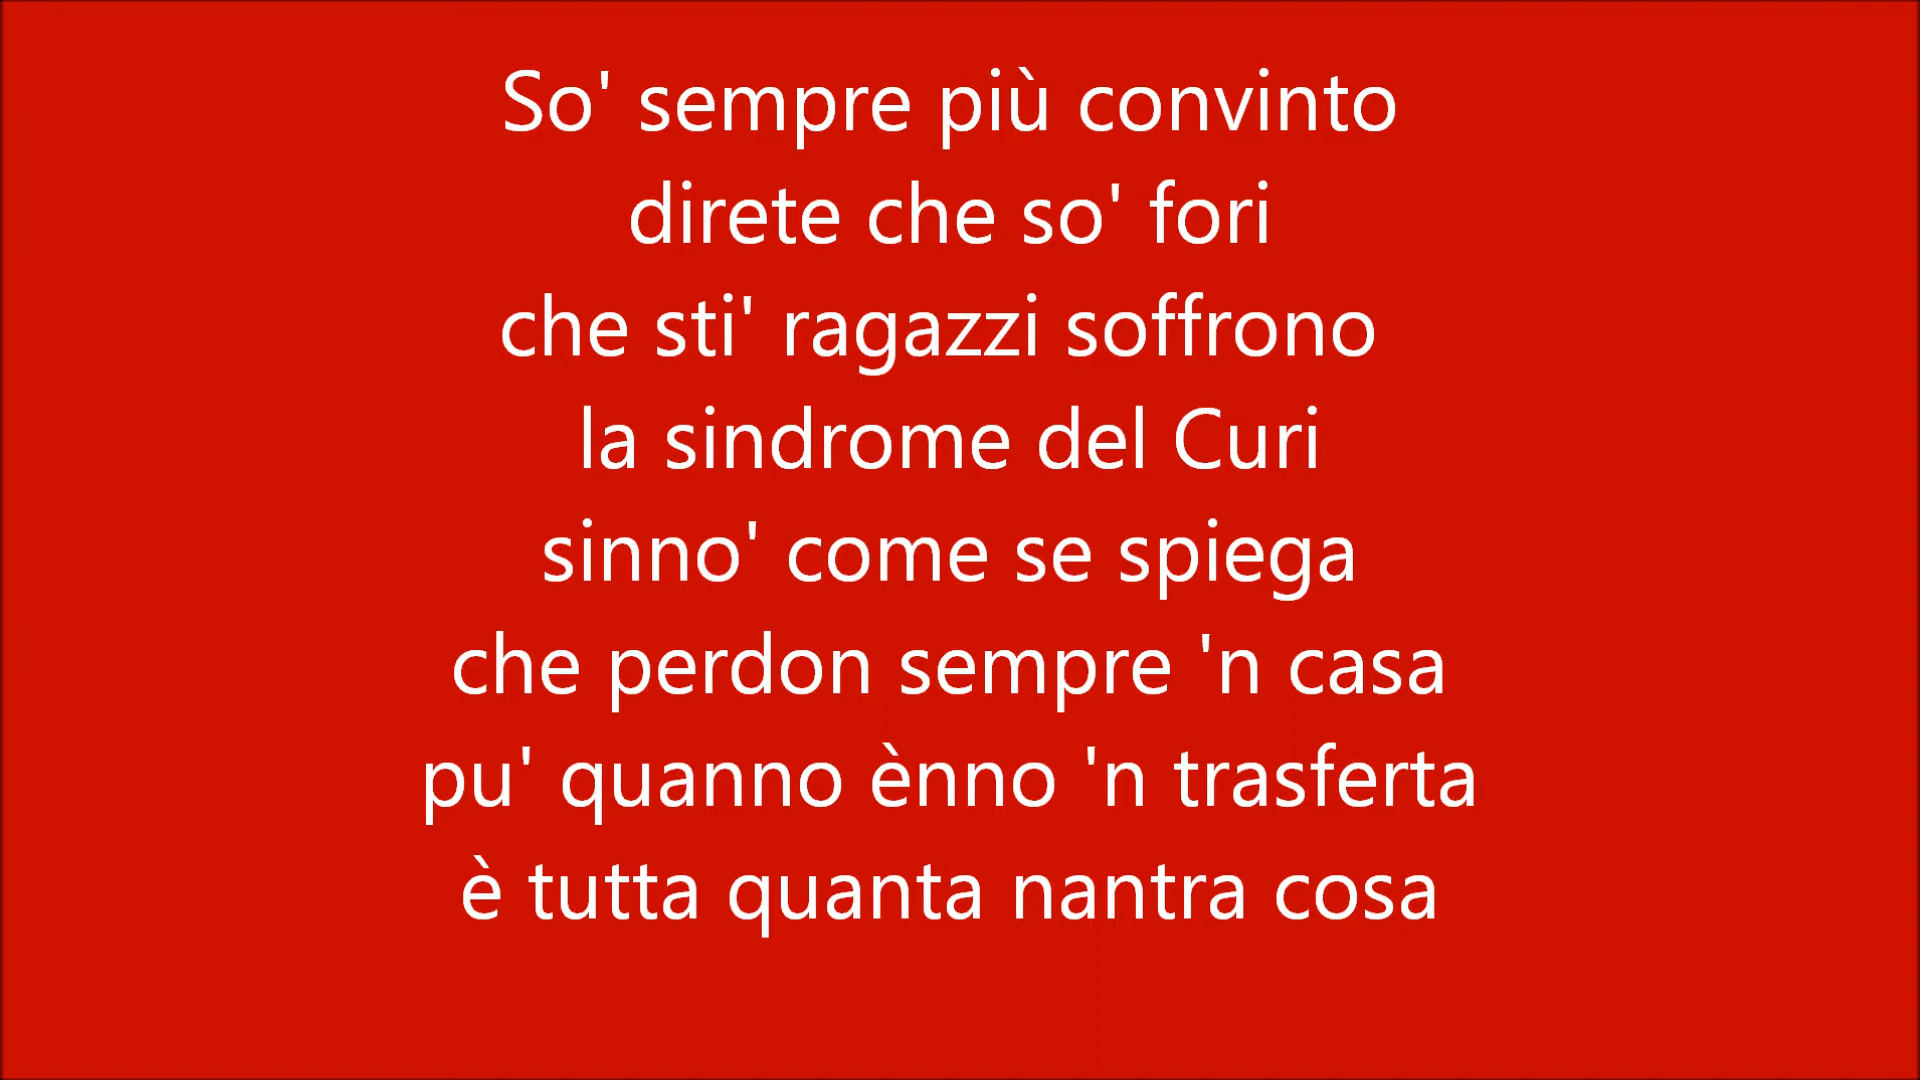 So' sempre più convinto
direte che so' fori
che sti' ragazzi soffrono
la sindrome del Curi
sinno' come se spiega
che perdon sempre 'n casa
pu' quanno ènno 'n trasferta
è tutta quanta nantra cosa